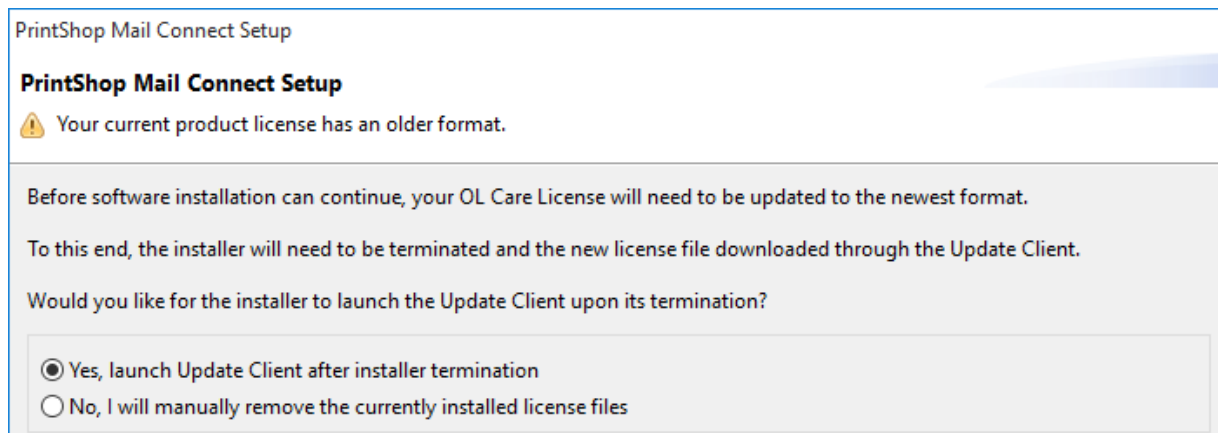 PrintShop Mail Connect Setup
PrintShop Mail Connect Setup
Your current product license has an older format.
Before software installation can continue, your OL Care License will need to be updated to the newest format.
To this end, the installer will need to be terminated and the new license file downloaded through the Update Client.
Would you like for the installer to launch the Update Client upon its termination?
Yes, launch Update Client after installer termination
No, I will manually remove the currently installed license files